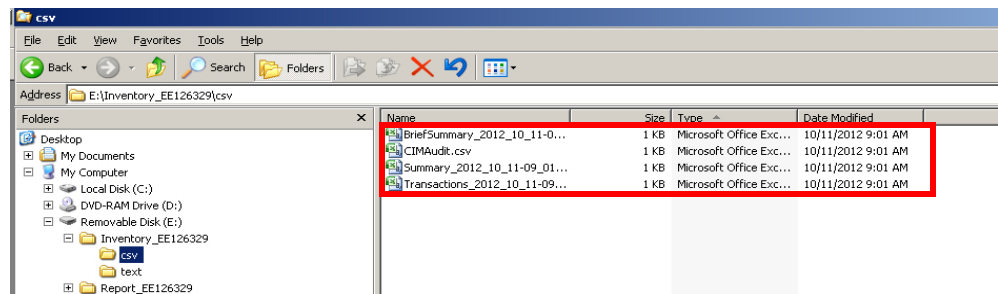 csv
File Edit View Favorites Tools Help
Back Search Folders
Address E:\Inventory_EE126329\csv
Folders x Name Size Type Date Modified
Desktop
My Documents
My Computer
Local Disk (C:)
DVD-RAM Drive (D:)
Removable Disk (E:)
Inventory_EE126329
csv
text
Report_EE126329
BriefSummary_2012_10_11-0... 1 KB Microsoft Office Exc... 10/11/2012 9:01 AM
CIMAudit.csv 1 KB Microsoft Office Exc... 10/11/2012 9:01 AM
Summary_2012_10_11-09_01... 1 KB Microsoft Office Exc... 10/11/2012 9:01 AM
Transactions_2012_10_11-09... 1 KB Microsoft Office Exc... 10/11/2012 9:01 AM